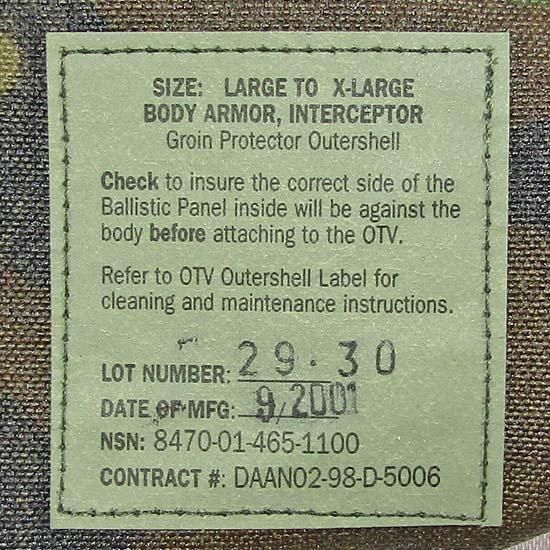 SIZE: LARGE TO X-LARGE
BODY ARMOR, INTERCEPTOR
Groin Protector Outershell
Check to insure the correct side of the
Ballistic Panel inside will be against the
body before attaching to the OTV.
Refer to OTV Outershell Label for
cleaning and maintenance instructions.
LOT NUMBER: 29·30
DATE OF MFG: 9/2001
NSN: 8470-01-465-1100
CONTRACT #: DAAN02-98-D-5006